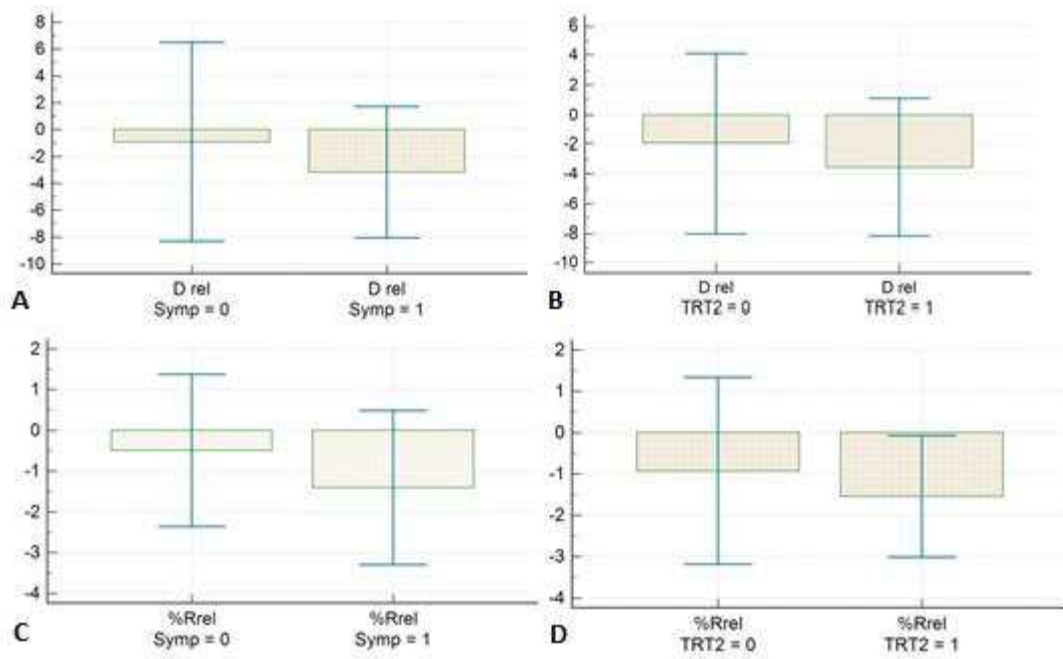 8
6
4
2
0
-2
-4
-6
-8
-10
D rel
Symp = 0
D rel
Symp = 1
A
6
4
2
0
-2
-4
-6
-8
-10
D rel
TRT2 = 0
D rel
TRT2 = 1
B
2
1
0
-1
-2
-3
-4
%Rrel
Symp = 0
%Rrel
Symp = 1
C
2
1
0
-1
-2
-3
-4
%Rrel
TRT2 = 0
%Rrel
TRT2 = 1
D